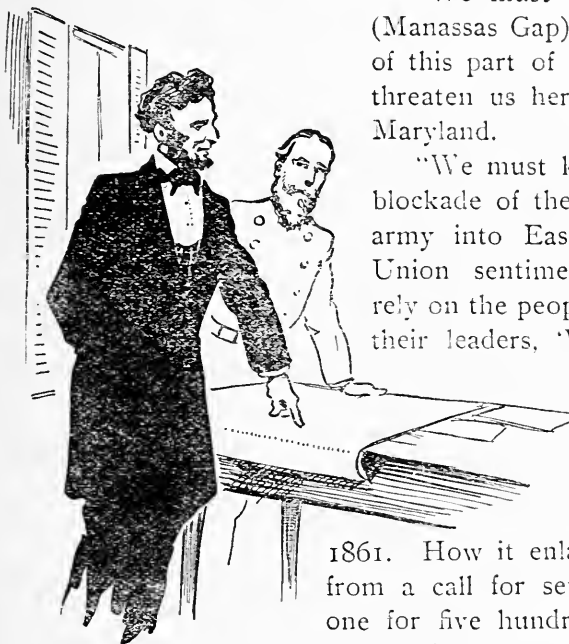 (Manassas Gap)
of this part of
threaten us her
Maryland.
"We must k
blockade of the
army into Eas
Union sentime
rely on the peop
their leaders, 'V
1861. How it enla
from a call for se
one for five hundr